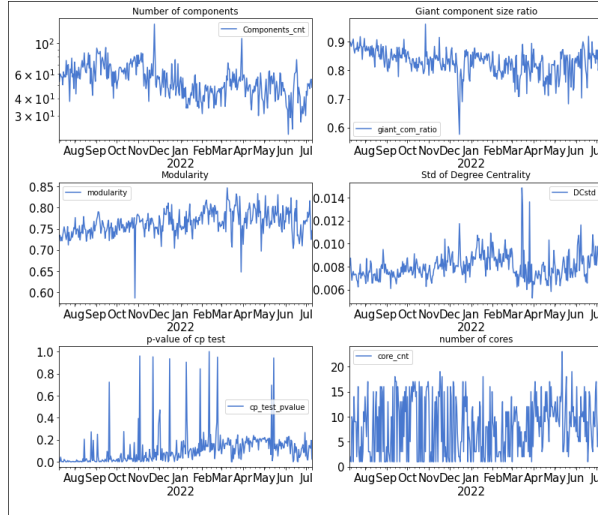 Number of components
Giant component size ratio
Components_cnt
10²
6 × 10¹
4 × 10¹
3 × 10¹
0.9
0.8
0.7
0.6
giant_com_ratio
Aug Sep Oct Nov Dec Jan Feb Mar Apr May Jun Jul
2022
Aug Sep Oct Nov Dec Jan Feb Mar Apr May Jun Ju
2022
Modularity
Std of Degree Centrality
modularity
0.85
0.80
0.75
0.70
0.65
0.60
DCstd
0.014
0.012
0.010
0.008
0.006
Aug Sep Oct Nov Dec Jan Feb Mar Apr May Jun Jul
2022
Aug Sep Oct Nov Dec Jan Feb Mar Apr May Jun Ju
2022
p-value of cp test
number of cores
1.0
0.8
0.6
0.4
0.2
0.0
cp_test_pvalue
core_cnt
20
15
10
5
0
Aug Sep Oct Nov Dec Jan Feb Mar Apr May Jun Jul
2022
Aug Sep Oct Nov Dec Jan Feb Mar Apr May Jun Ju
2022